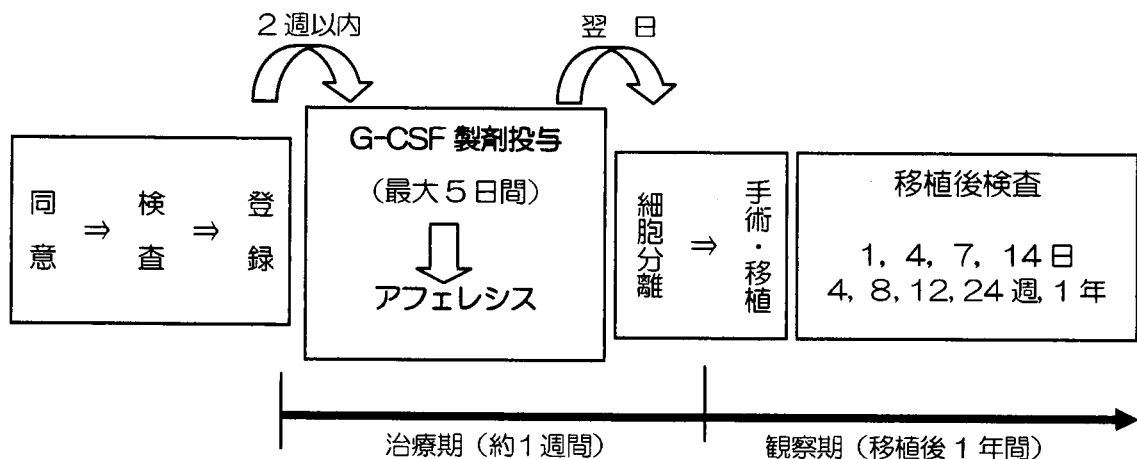 2週以内
翌 日
同意 ⇒ 検査 ⇒ 登録
G-CSF 製剤投与
(最大5日間)
アフェレシス
細胞分離 ⇒ 手術・移植
移植後検査
1, 4, 7, 14日
4, 8, 12, 24週, 1年
治療期(約1週間)
観察期(移植後1年間)